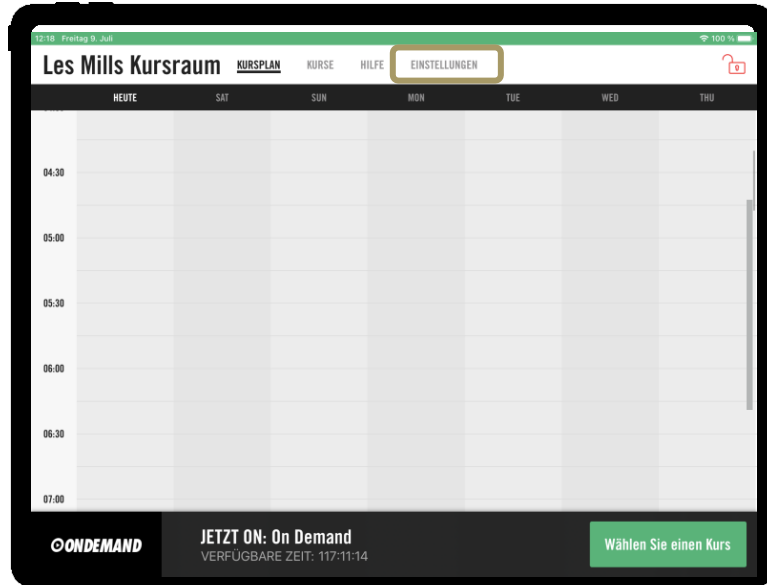 12:18 Freitag 9. Juli
100 %
Les Mills Kursraum KURSPLAN KURSE HILFE EINSTELLUNGEN
HEUTE SAT SUN MON TUE WED THU
04:30
05:00
05:30
06:00
06:30
07:00
ONDEMAND
JETZT ON: On Demand
VERFÜGBARE ZEIT: 117:11:14
Wählen Sie einen Kurs